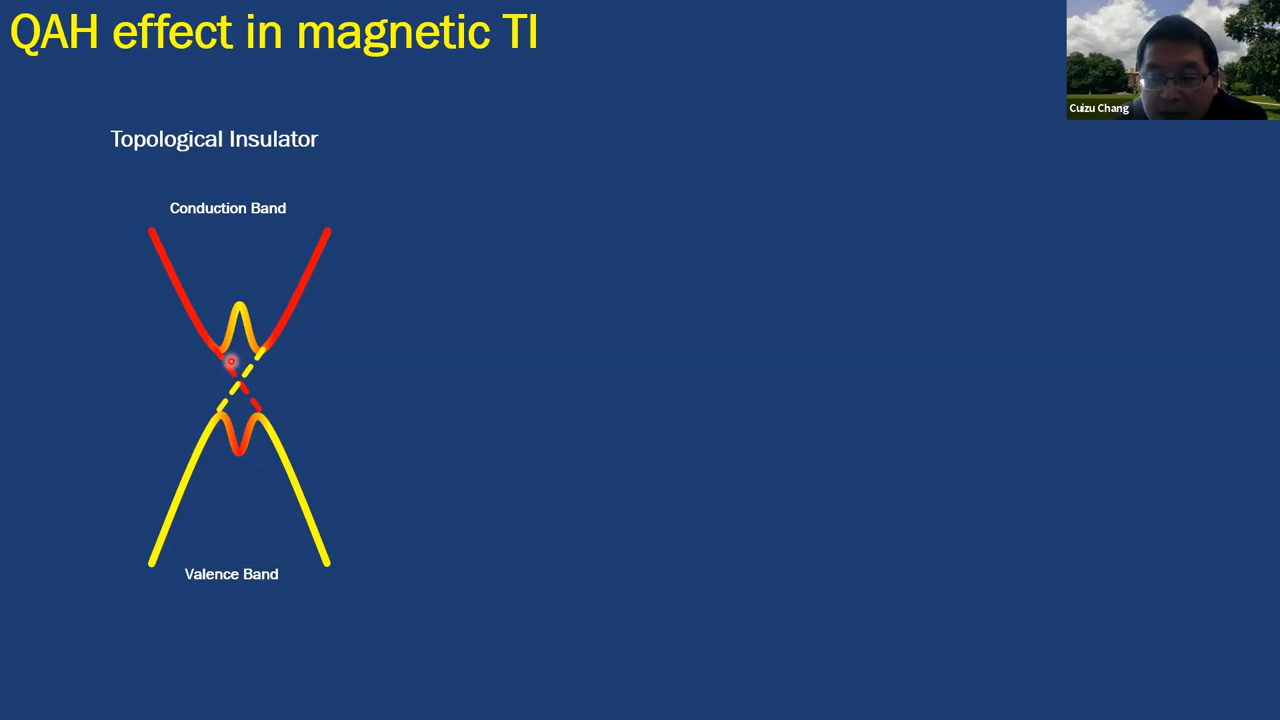 QAH effect in magnetic TI
Cuizu Chang
Topological Insulator
Conduction Band
Valence Band